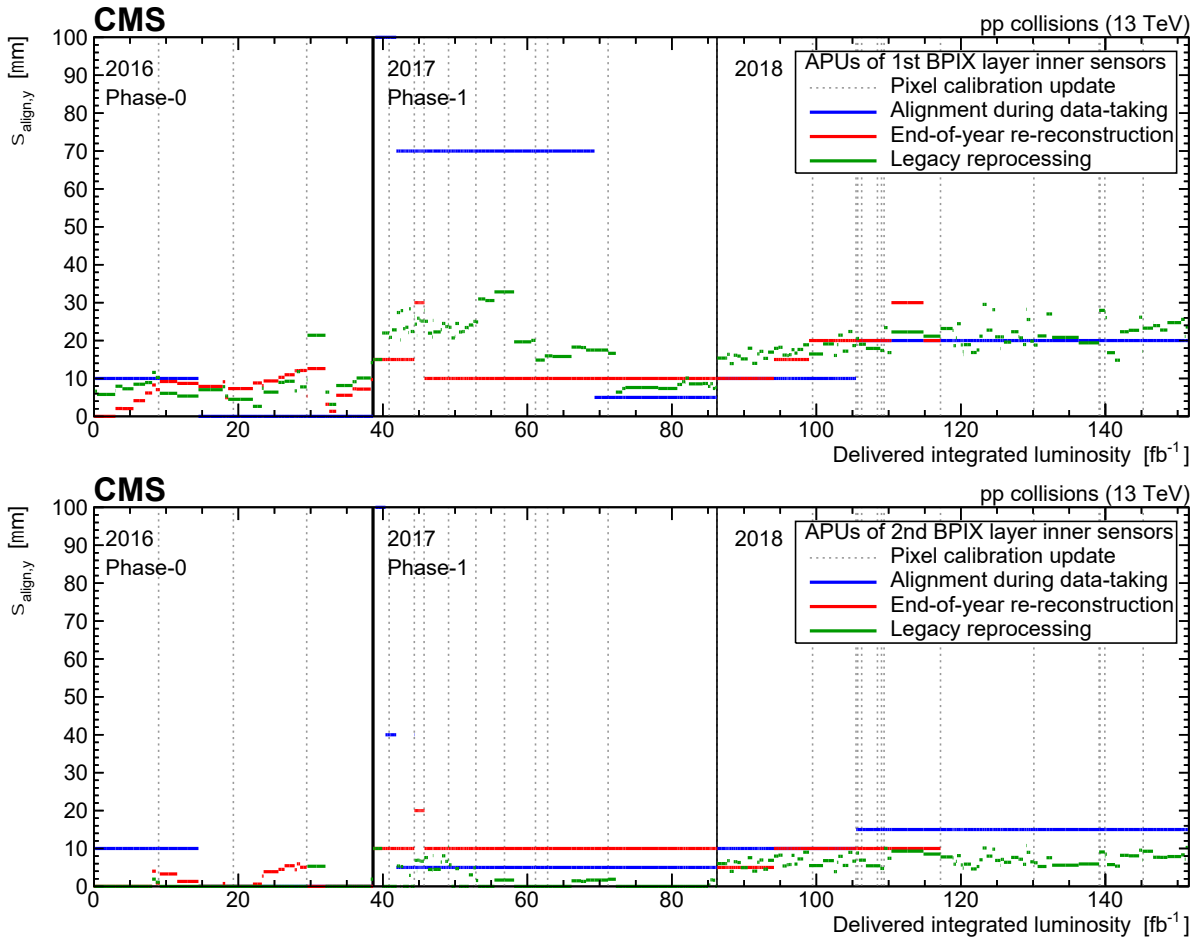 CMS
pp collisions (13 TeV)
100
90
80
70
60
50
40
30
20
10
0
s align,y [mm]
2016
Phase-0
2017
Phase-1
2018
APUs of 1st BPIX layer inner sensors
Pixel calibration update
Alignment during data-taking
End-of-year re-reconstruction
Legacy reprocessing
0 20 40 60 80 100 120 140
Delivered integrated luminosity [fb⁻¹]
CMS
pp collisions (13 TeV)
100
90
80
70
60
50
40
30
20
10
0
s align,y [mm]
2016
Phase-0
2017
Phase-1
2018
APUs of 2nd BPIX layer inner sensors
Pixel calibration update
Alignment during data-taking
End-of-year re-reconstruction
Legacy reprocessing
0 20 40 60 80 100 120 140
Delivered integrated luminosity [fb⁻¹]